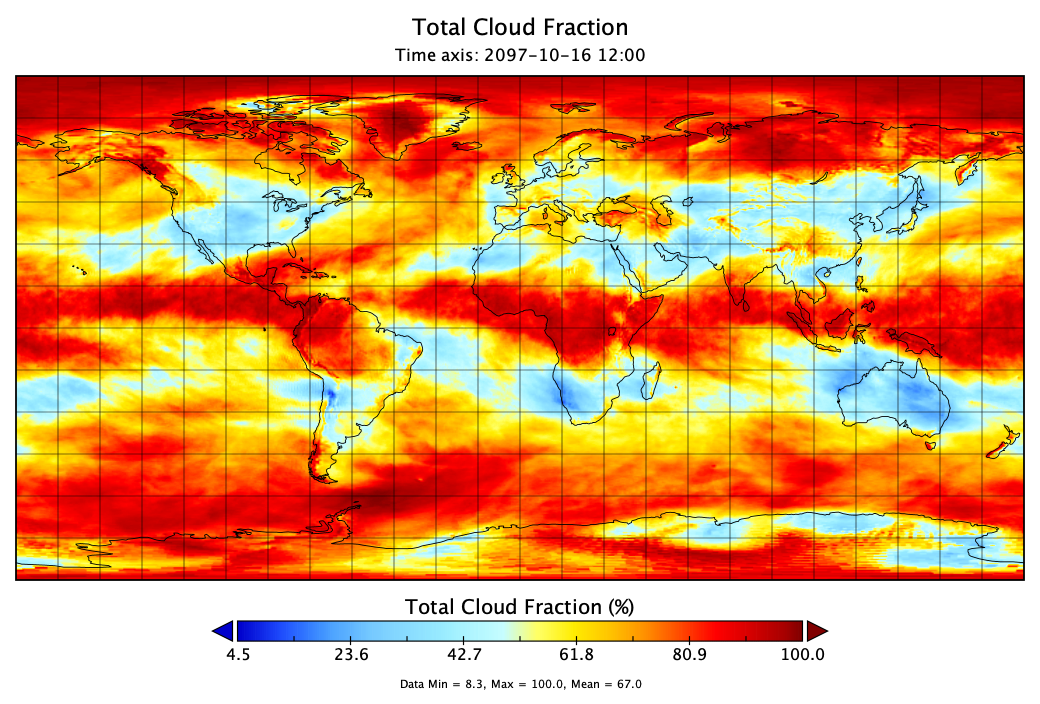 Total Cloud Fraction
Time axis: 2097-10-16 12:00
Total Cloud Fraction (%)
4.5 23.6 42.7 61.8 80.9 100.0
Data Min = 8.3, Max = 100.0, Mean = 67.0